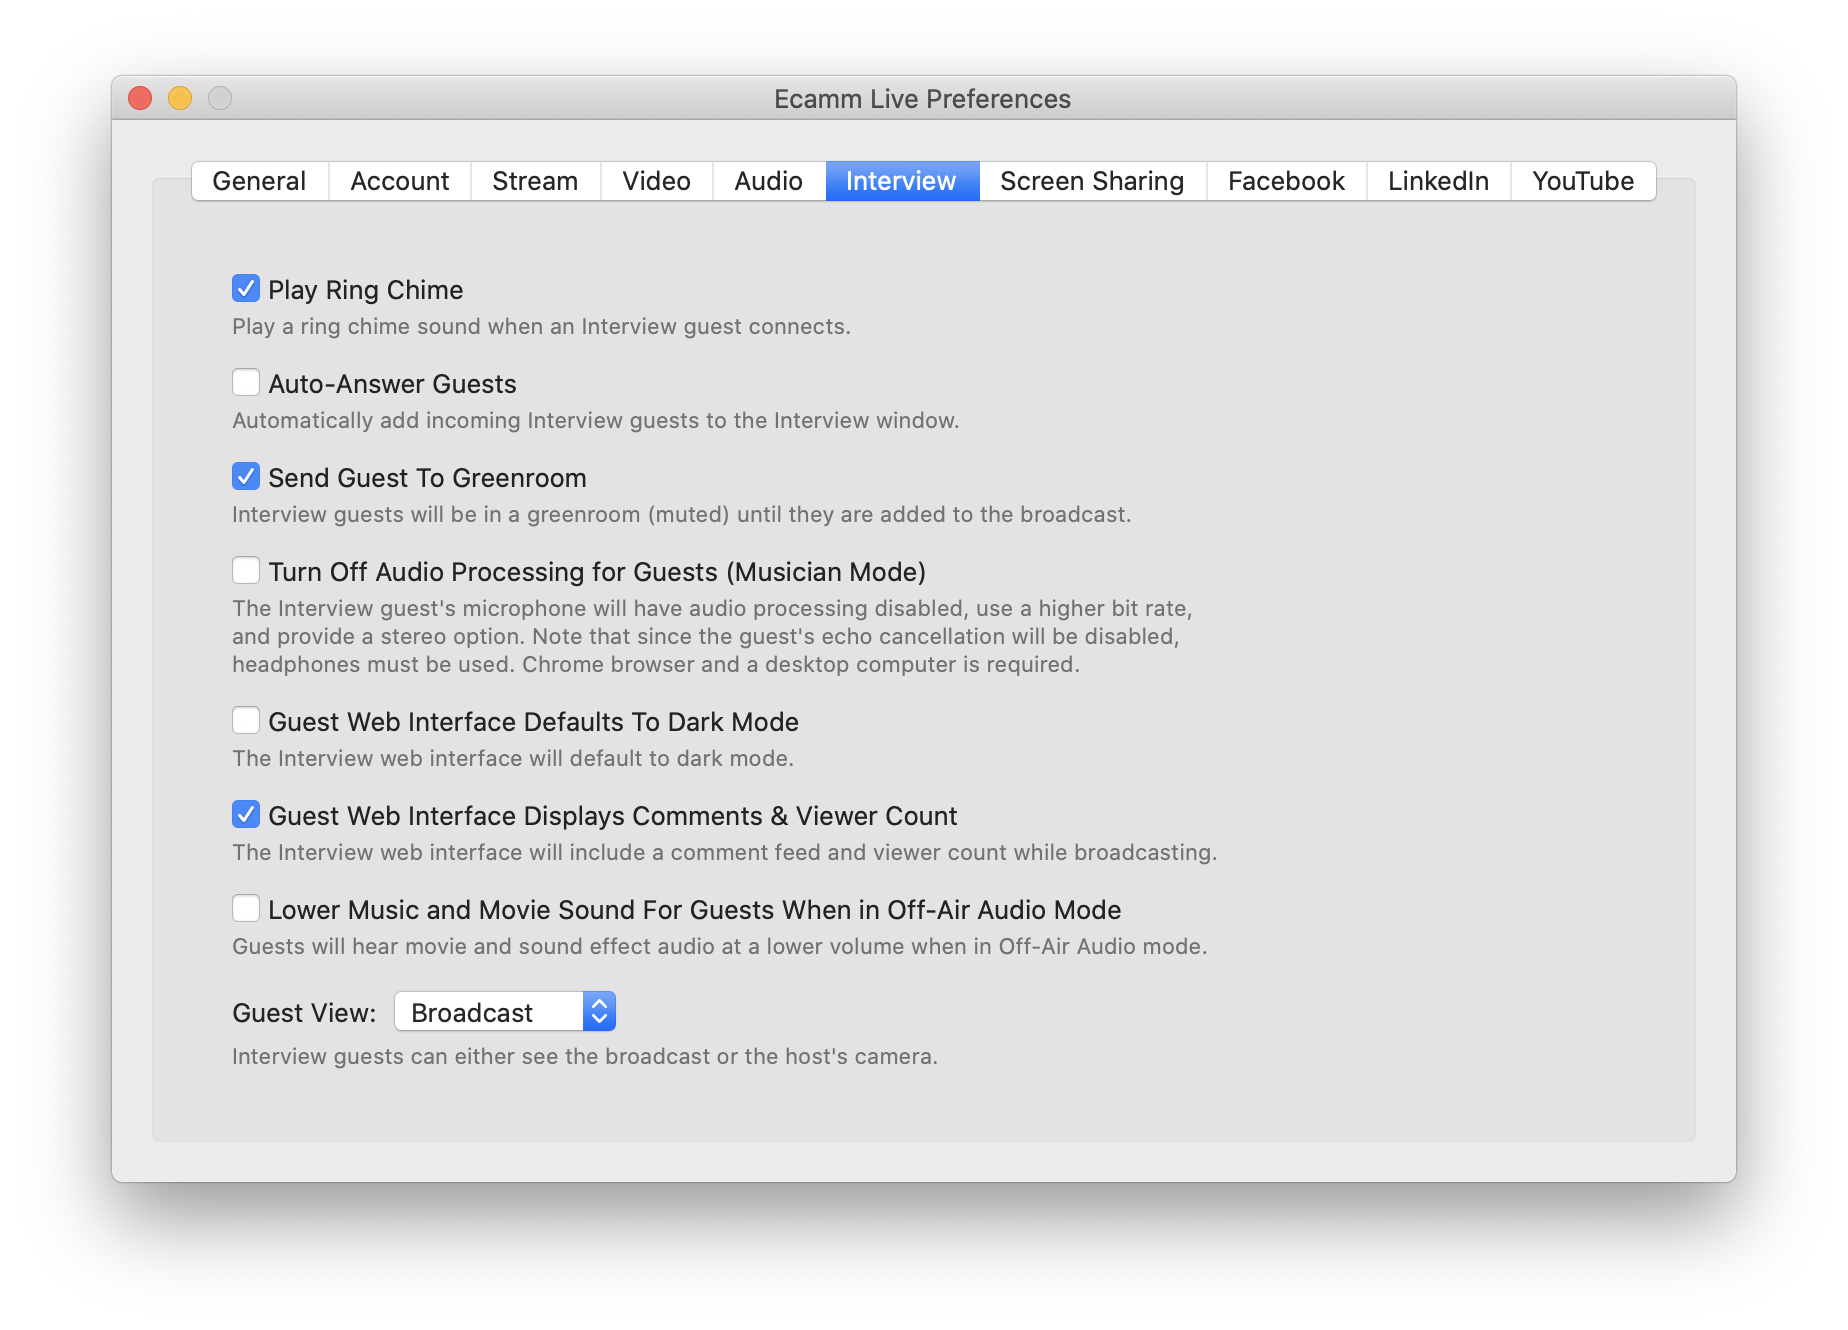 Ecamm Live Preferences
General Account Stream Video Audio Interview Screen Sharing Facebook LinkedIn YouTube
Play Ring Chime
Play a ring chime sound when an Interview guest connects.
Auto-Answer Guests
Automatically add incoming Interview guests to the Interview window.
Send Guest To Greenroom
Interview guests will be in a greenroom (muted) until they are added to the broadcast.
Turn Off Audio Processing for Guests (Musician Mode)
The Interview guest's microphone will have audio processing disabled, use a higher bit rate,
and provide a stereo option. Note that since the guest's echo cancellation will be disabled,
headphones must be used. Chrome browser and a desktop computer is required.
Guest Web Interface Defaults To Dark Mode
The Interview web interface will default to dark mode.
Guest Web Interface Displays Comments & Viewer Count
The Interview web interface will include a comment feed and viewer count while broadcasting.
Lower Music and Movie Sound For Guests When in Off-Air Audio Mode
Guests will hear movie and sound effect audio at a lower volume when in Off-Air Audio mode.
Guest View: Broadcast
Interview guests can either see the broadcast or the host's camera.